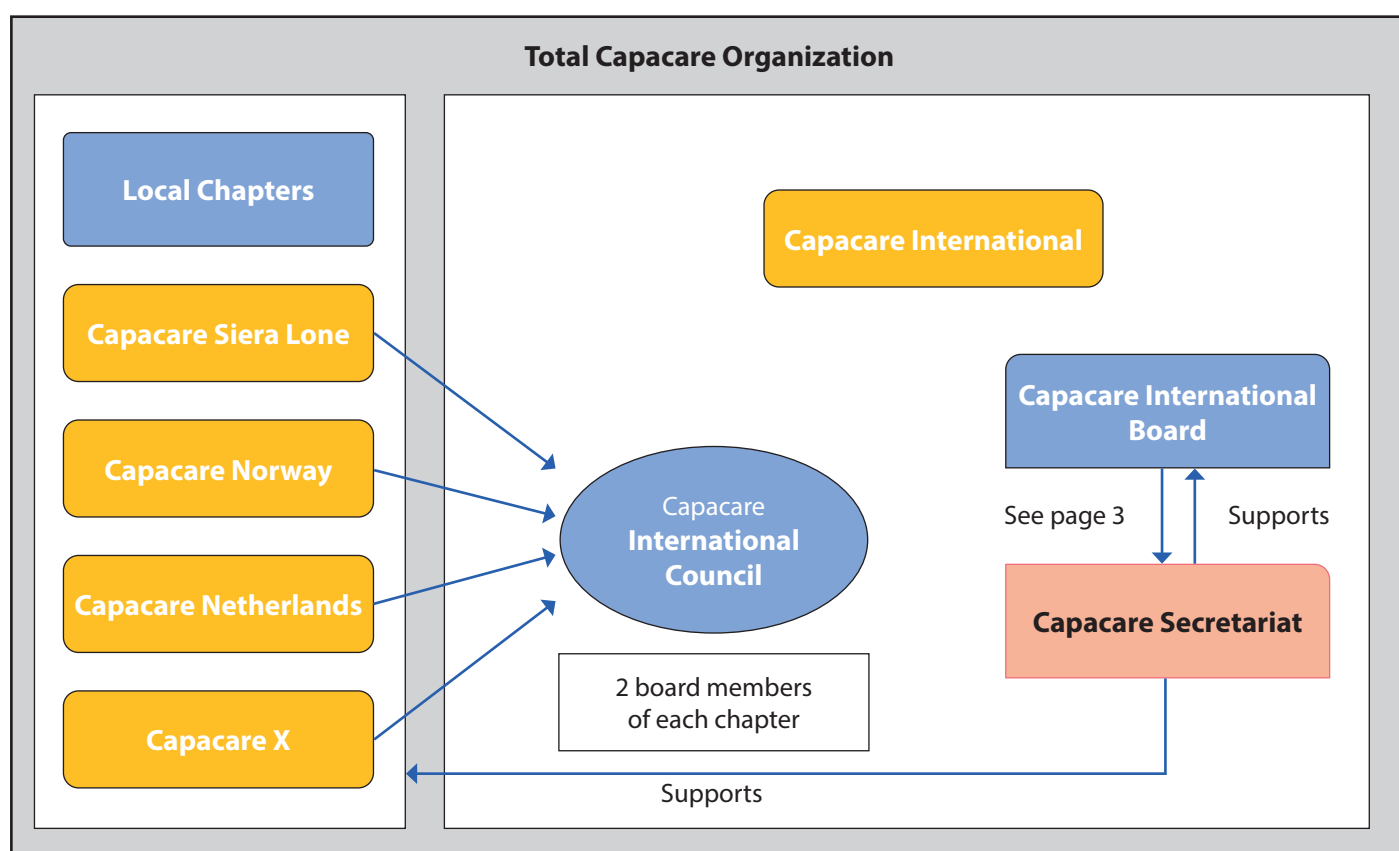 Total Capacare Organization
Local Chapters
Capacare Siera Lone
Capacare Norway
Capacare Netherlands
Capacare X
Capacare International
Capacare
International
Council
2 board members
of each chapter
Capacare International
Board
See page 3
Supports
Capacare Secretariat
Supports